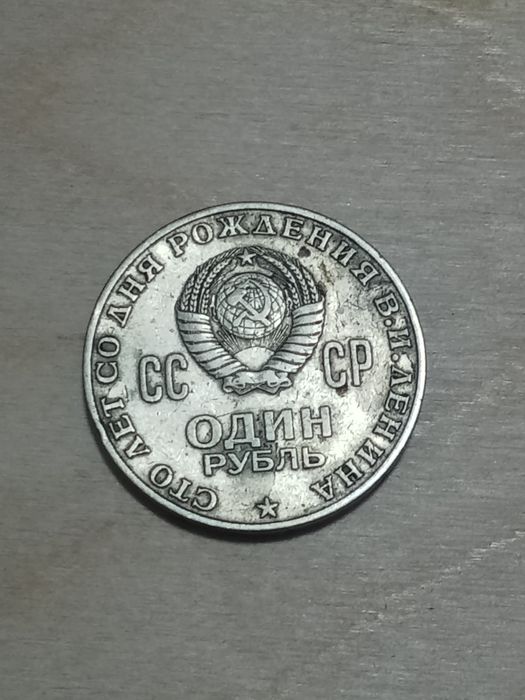 СТО ЛЕТ СО ДНЯ РОЖДЕНИЯ В.И.ЛЕНИНА
СС СР
ОДИН
РУБЛЬ